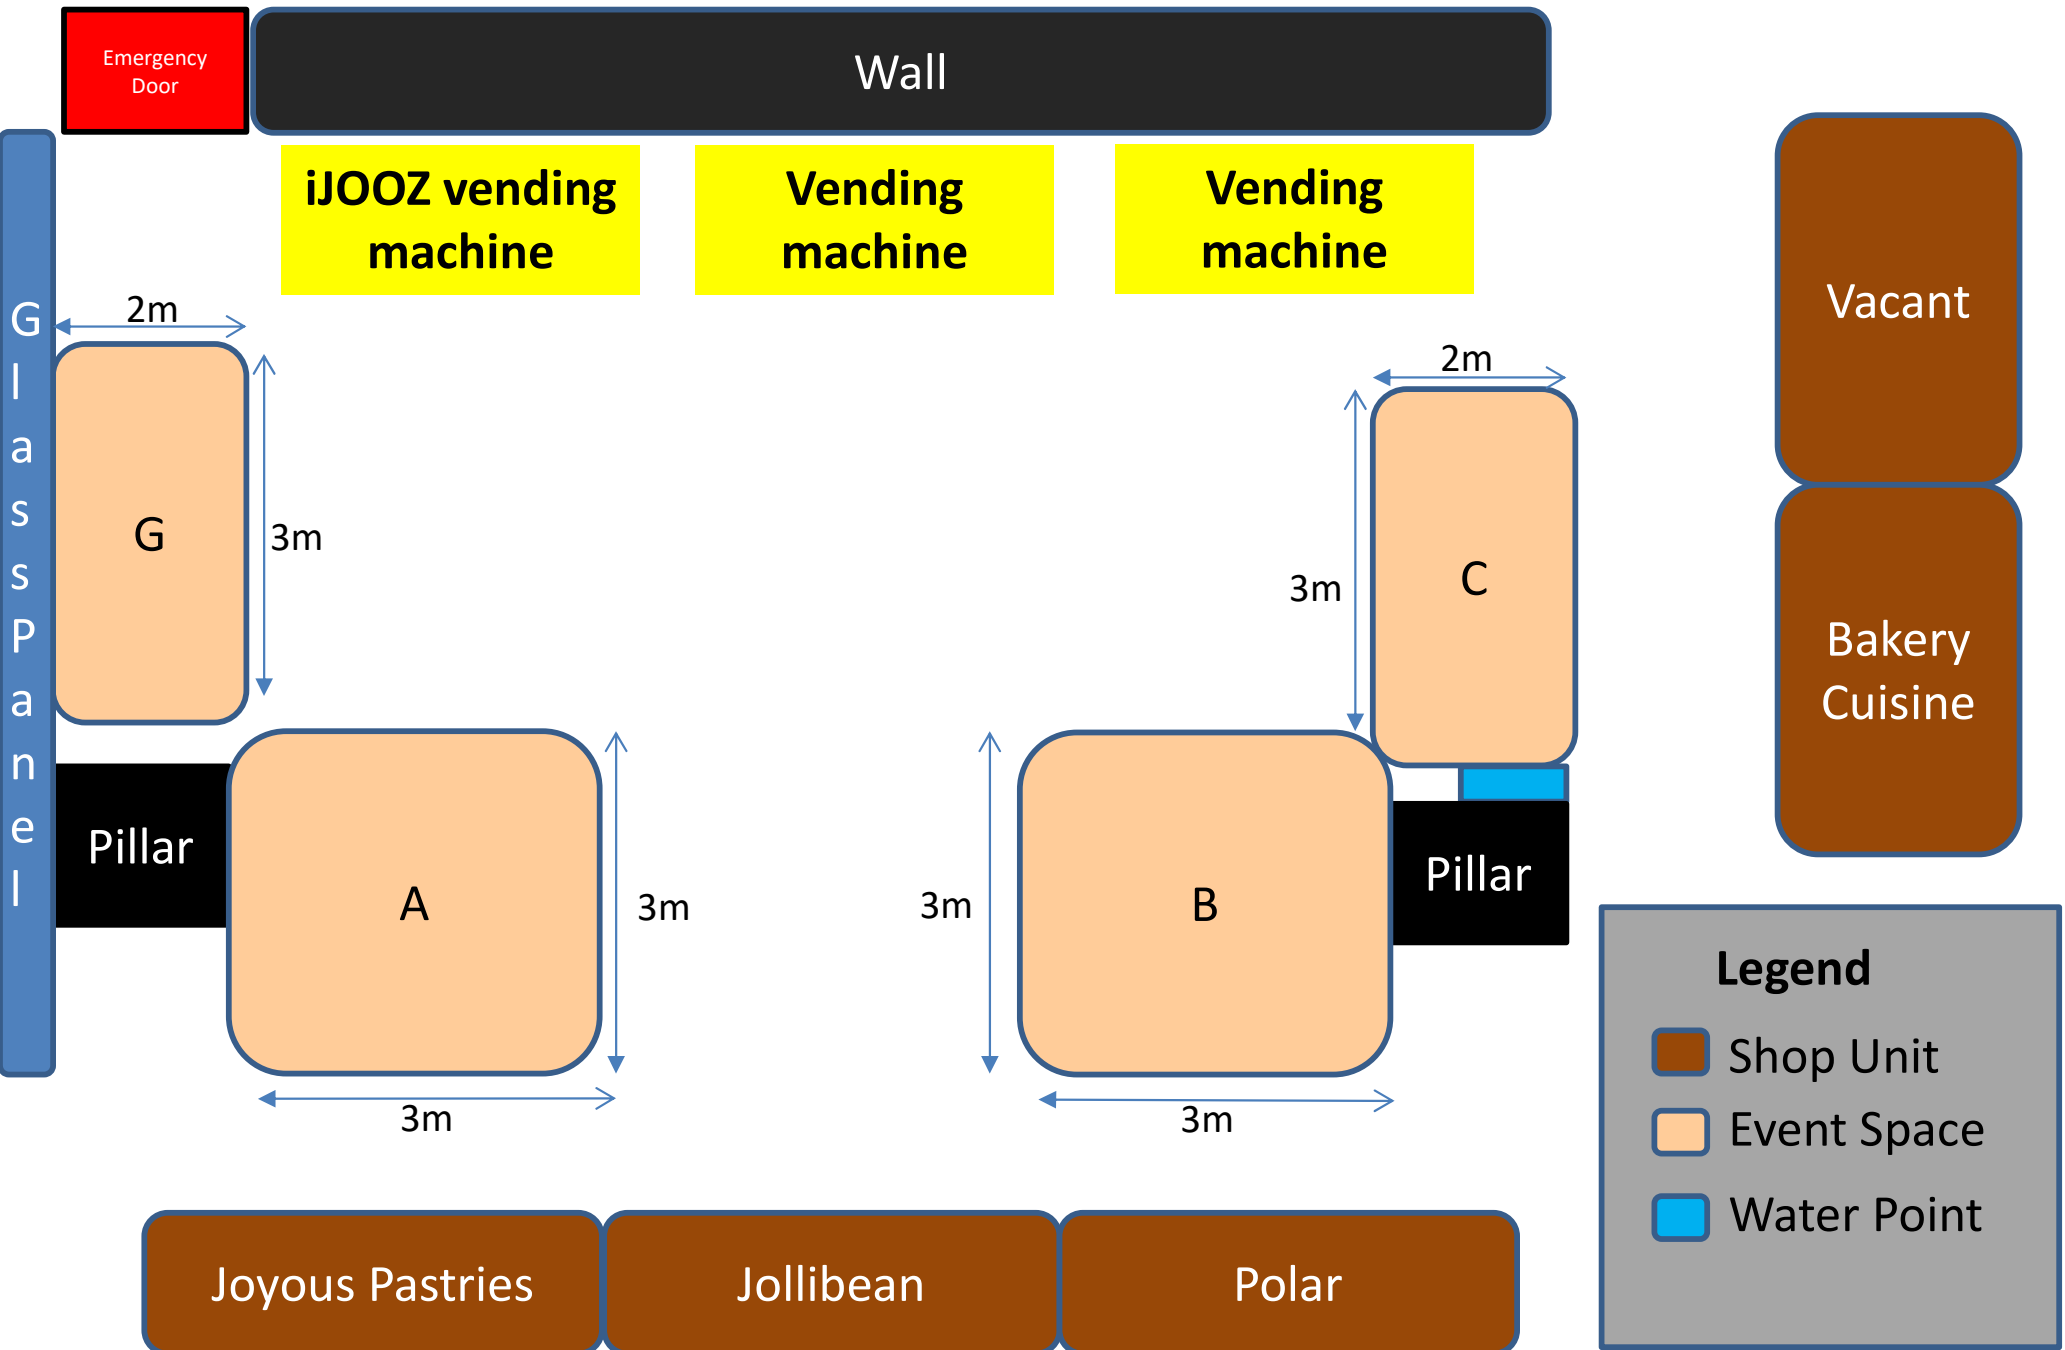 Emergency
Door
Wall
iJOOZ vending
machine
Vending
machine
Vending
machine
Vacant
Bakery
Cuisine
G
l
a
s
s
P
a
n
e
l
2m
G
3m
2m
C
3m
Pillar
A
3m
3m
3m
B
3m
Pillar
Legend
Shop Unit
Event Space
Water Point
Joyous Pastries
Jollibean
Polar